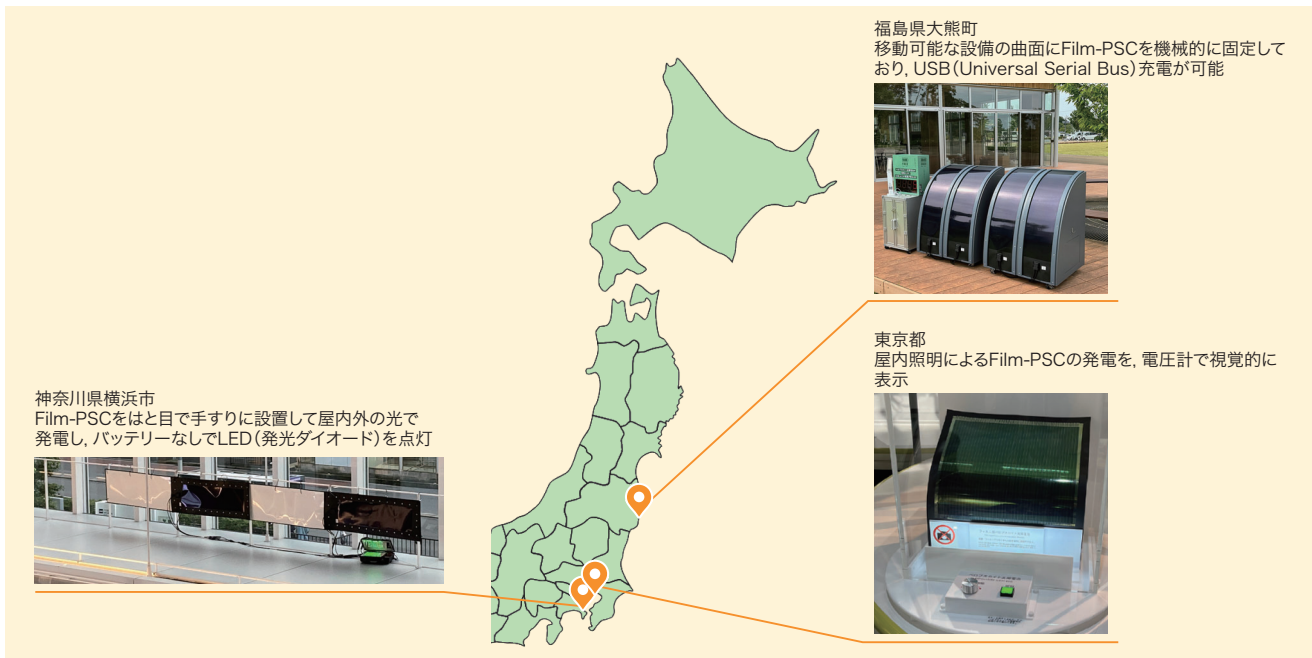 福島県大熊町
移動可能な設備の曲面にFilm-PSCを機械的に固定して
おり, USB(Universal Serial Bus)充電が可能
東京都
屋内照明によるFilm-PSCの発電を, 電圧計で視覚的に
表示
神奈川県横浜市
Film-PSCをはと目で手すりに設置して屋内外の光で
発電し, バッテリーなしでLED(発光ダイオード)を点灯